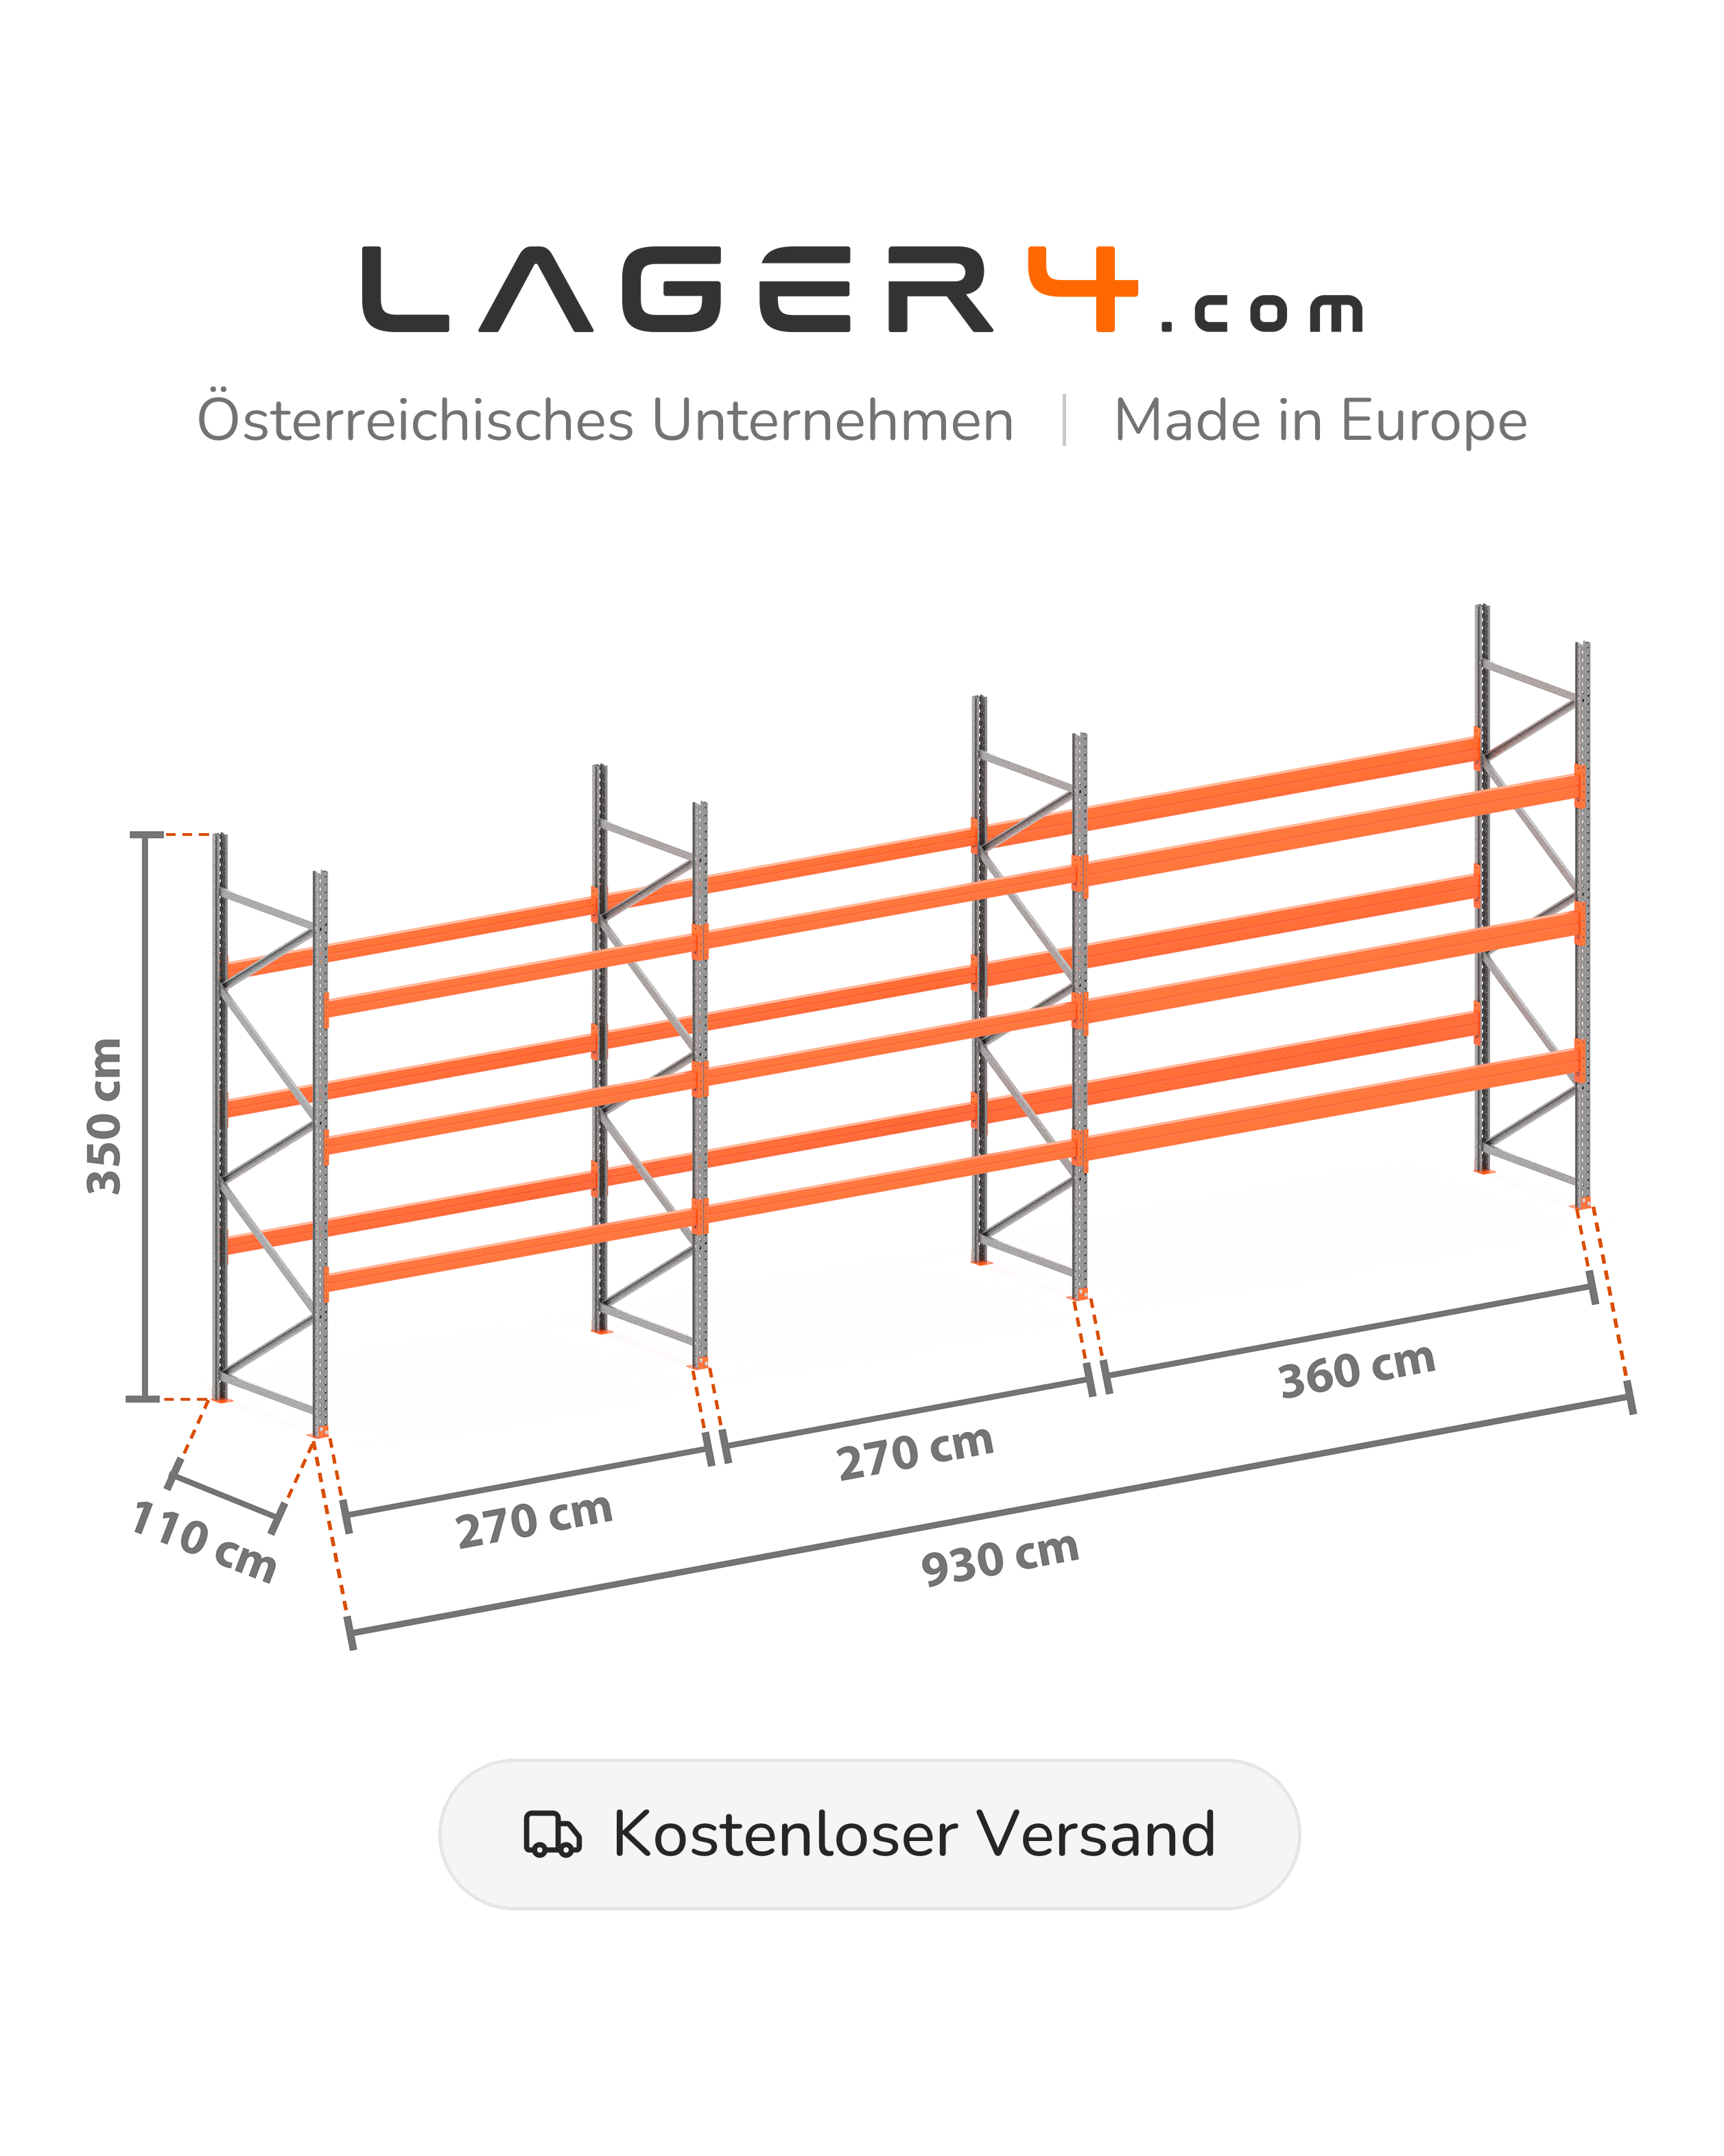 LAGER4.com
Österreichisches Unternehmen | Made in Europe
350 cm
110 cm
270 cm
270 cm
360 cm
930 cm
Kostenloser Versand